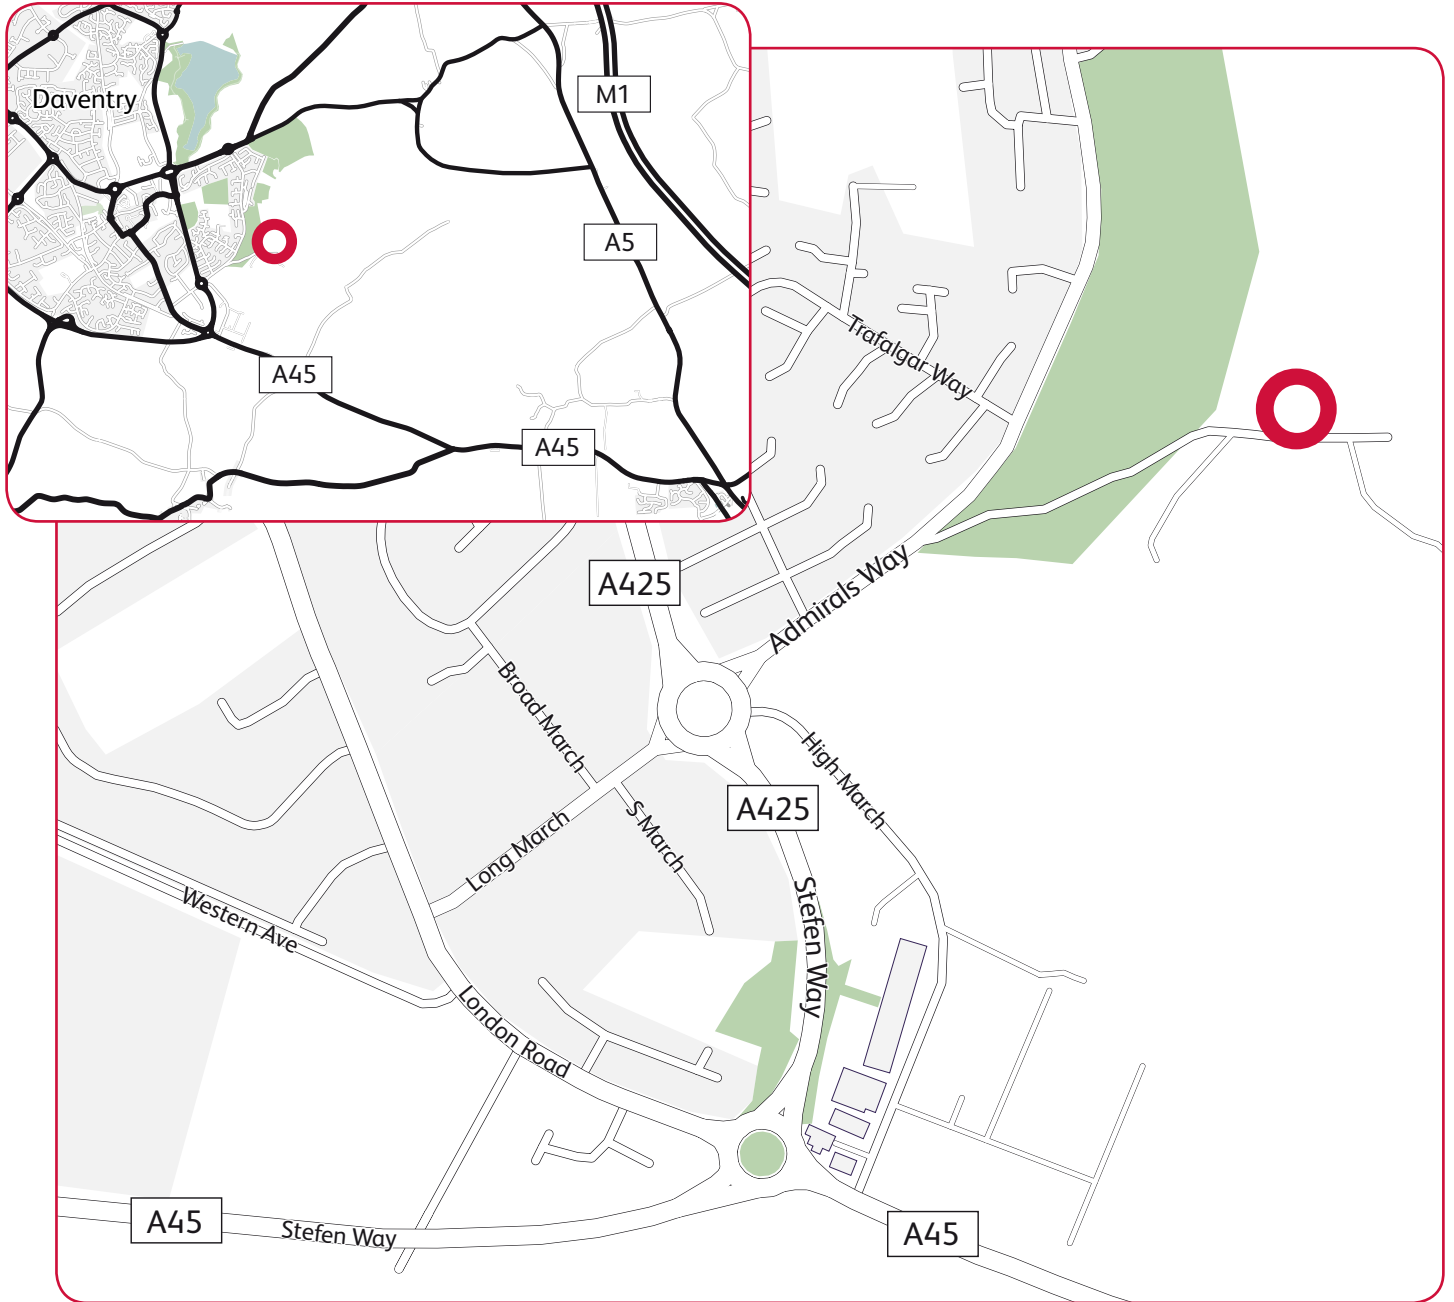 Daventry
M1
A5
A45
A45
Trafalgar Way
A425
Admirals Way
Broad March
High March
A425
S March
Long March
Stefen Way
Western Ave
London Road
A45
Stefen Way
A45